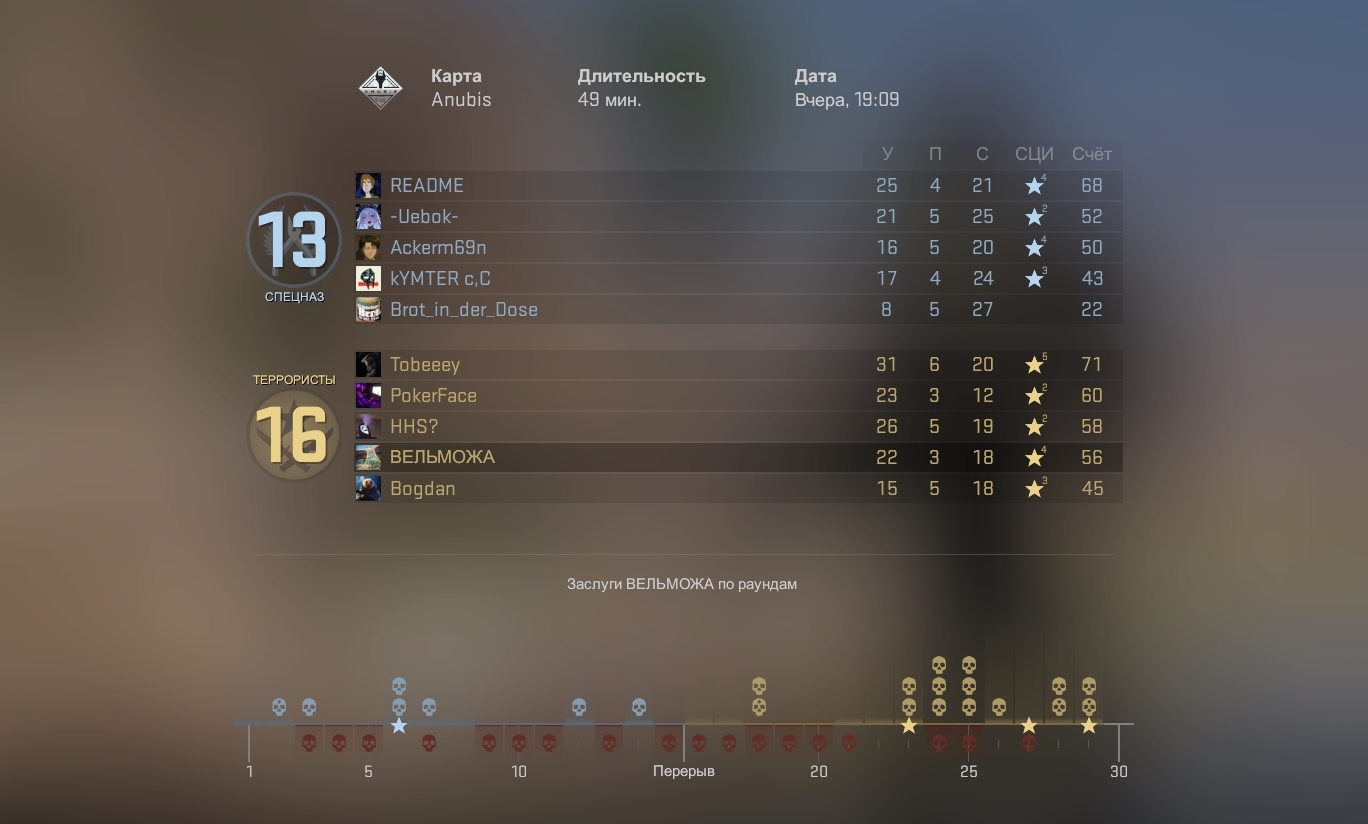 Карта Длительность Дата
Anubis 49 мин. Вчера, 19:09
У П С СЦИ Счёт
README 25 4 21 4 68
-Uebok- 21 5 25 2 52
13 Ackerm69n 16 5 20 4 50
kYMTER c,C 17 4 24 3 43
СПЕЦНАЗ
Brot_in_der_Dose 8 5 27 22
Tobeeey 31 6 20 5 71
ТЕРРОРИСТЫ
PokerFace 23 3 12 2 60
16 HHS? 26 5 19 2 58
ВЕЛЬМОЖА 22 3 18 4 56
Bogdan 15 5 18 3 45
Заслуги ВЕЛЬМОЖА по раундам
1 5 10 Перерыв 20 25 30